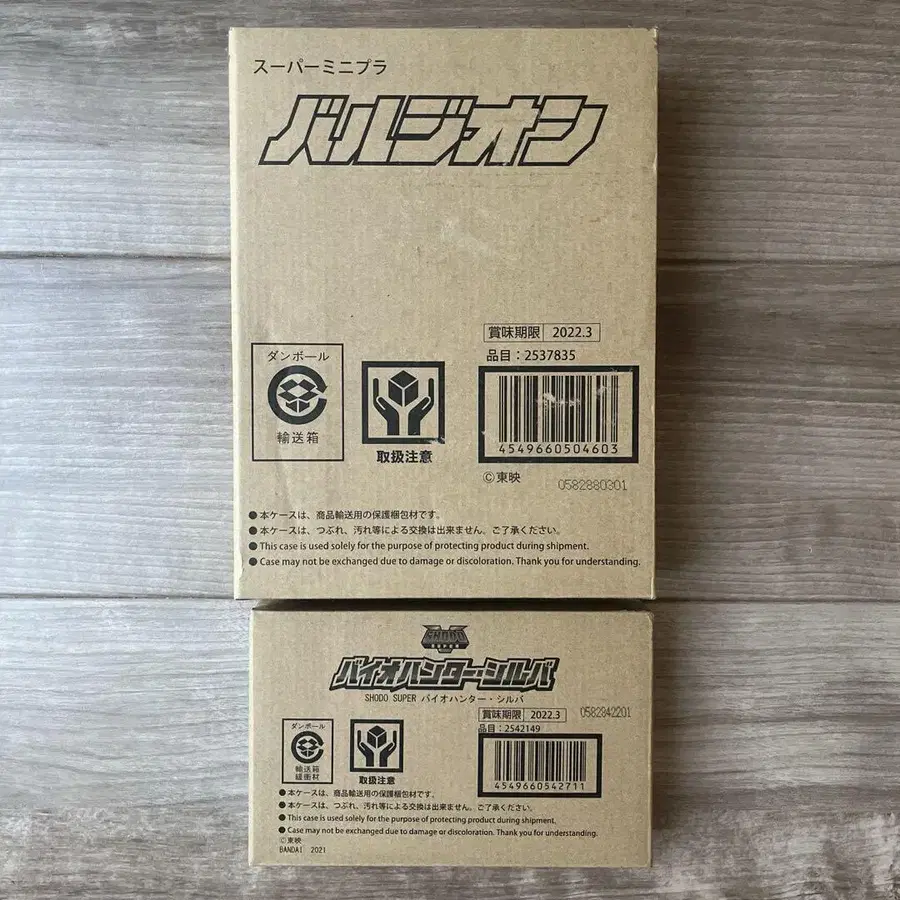 スーパーミニプラ
バルジオン
賞味期限 2022.3
品目：2537835
ダンボール
輸送箱
取扱注意
4549660504603
©東映
0582880301
●本ケースは、商品輸送用の保護梱包材です。
●本ケースは、つぶれ、汚れ等による交換は出来ません。ご了承ください。
●This case is used solely for the purpose of protecting product during shipment.
●Case may not be exchanged due to damage or discoloration. Thank you for understanding.
SHODO
SUPER
バイオハンター・シルバ
SHODO SUPER バイオハンター・シルバ
賞味期限 2022.3
0582942201
品目：2542149
ダンボール
輸送箱
緩衝材
取扱注意
4549660542711
●本ケースは、商品輸送用の保護梱包材です。
●本ケースは、つぶれ、汚れ等による交換は出来ません。ご了承ください。
●This case is used solely for the purpose of protecting product during shipment.
●Case may not be exchanged due to damage or discoloration. Thank you for understanding.
©東映
BANDAI 2021